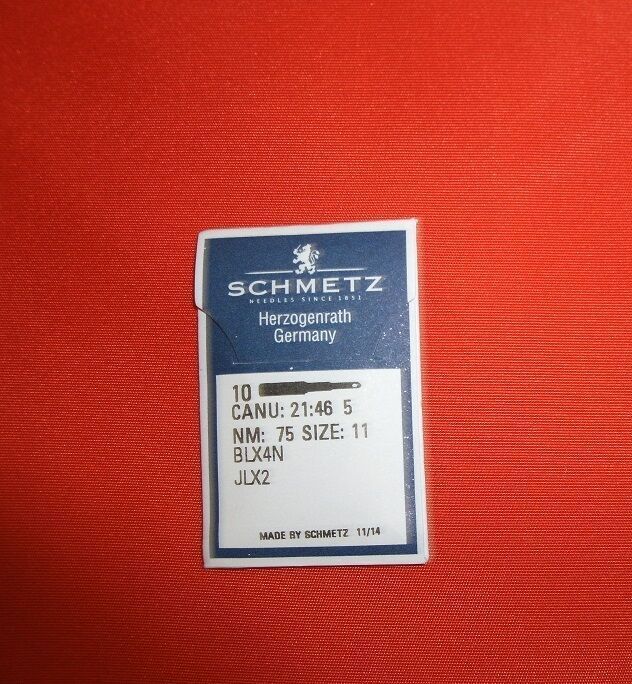 SCHMETZ
NEEDLES SINCE 1851
Herzogenrath
Germany
10
CANU: 21:46 5
NM: 75 SIZE: 11
BLX4N
JLX2
MADE BY SCHMETZ 11/14